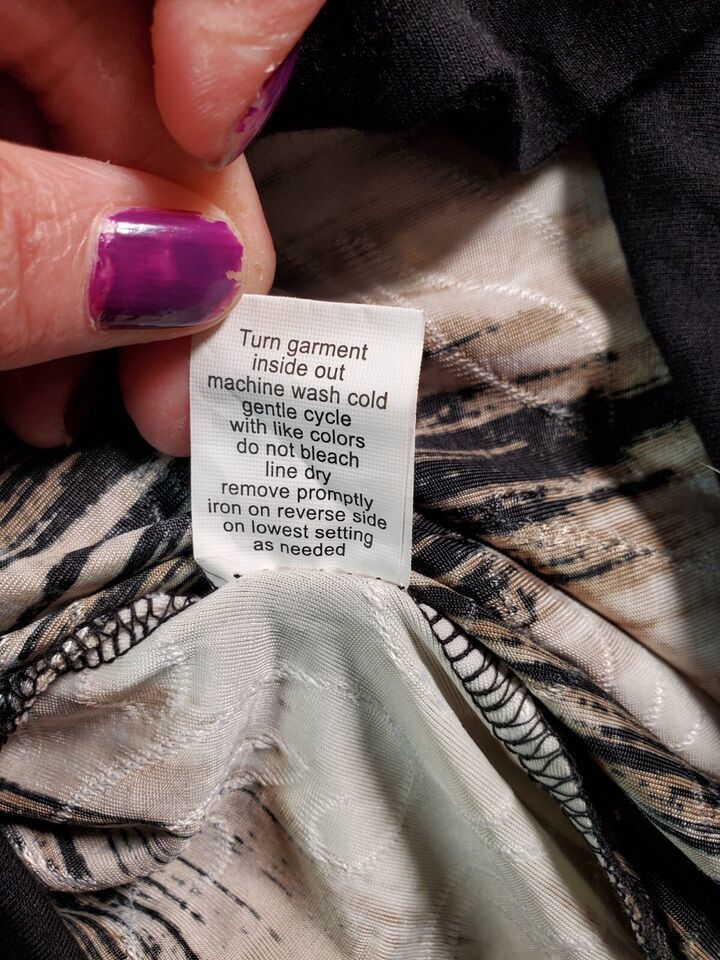 Turn garment
inside out
machine wash cold
gentle cycle
with like colors
do not bleach
line dry
remove promptly
iron on reverse side
on lowest setting
as needed